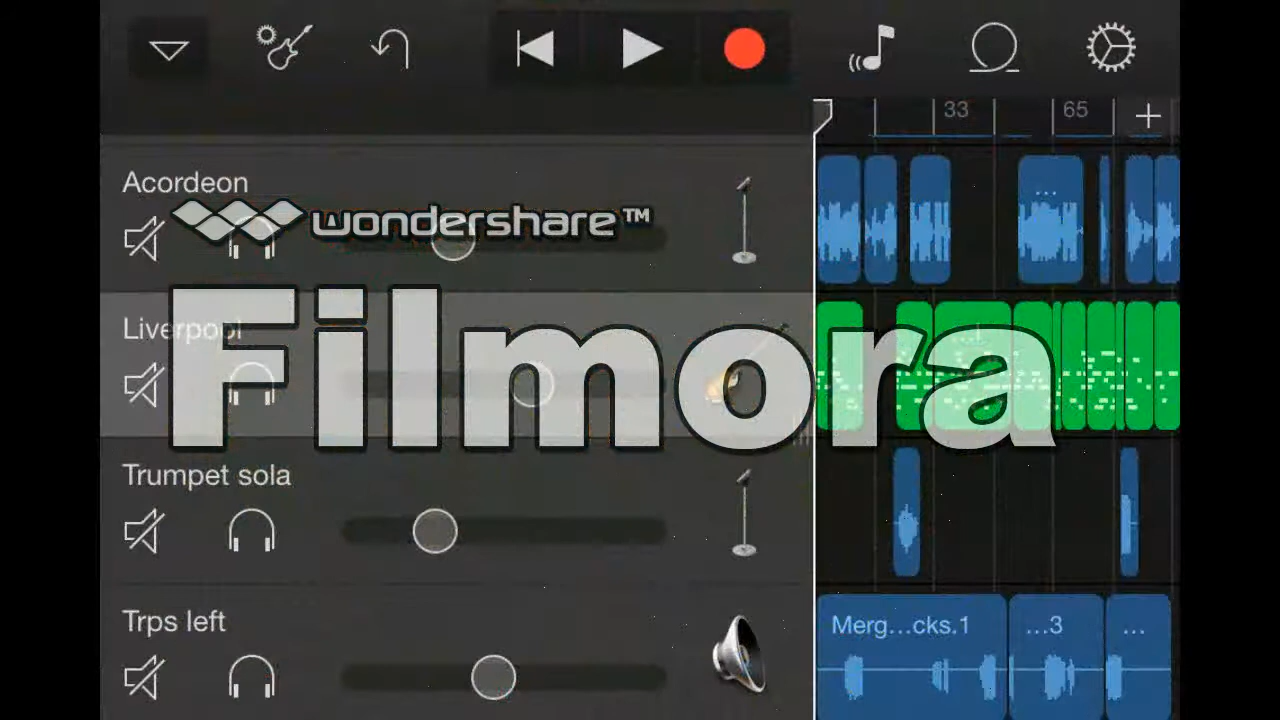 33
65
Acordeon
wondershare™
Filmora
Liverpool
Trumpet sola
Trps left
Merg...cks.1
...3
...